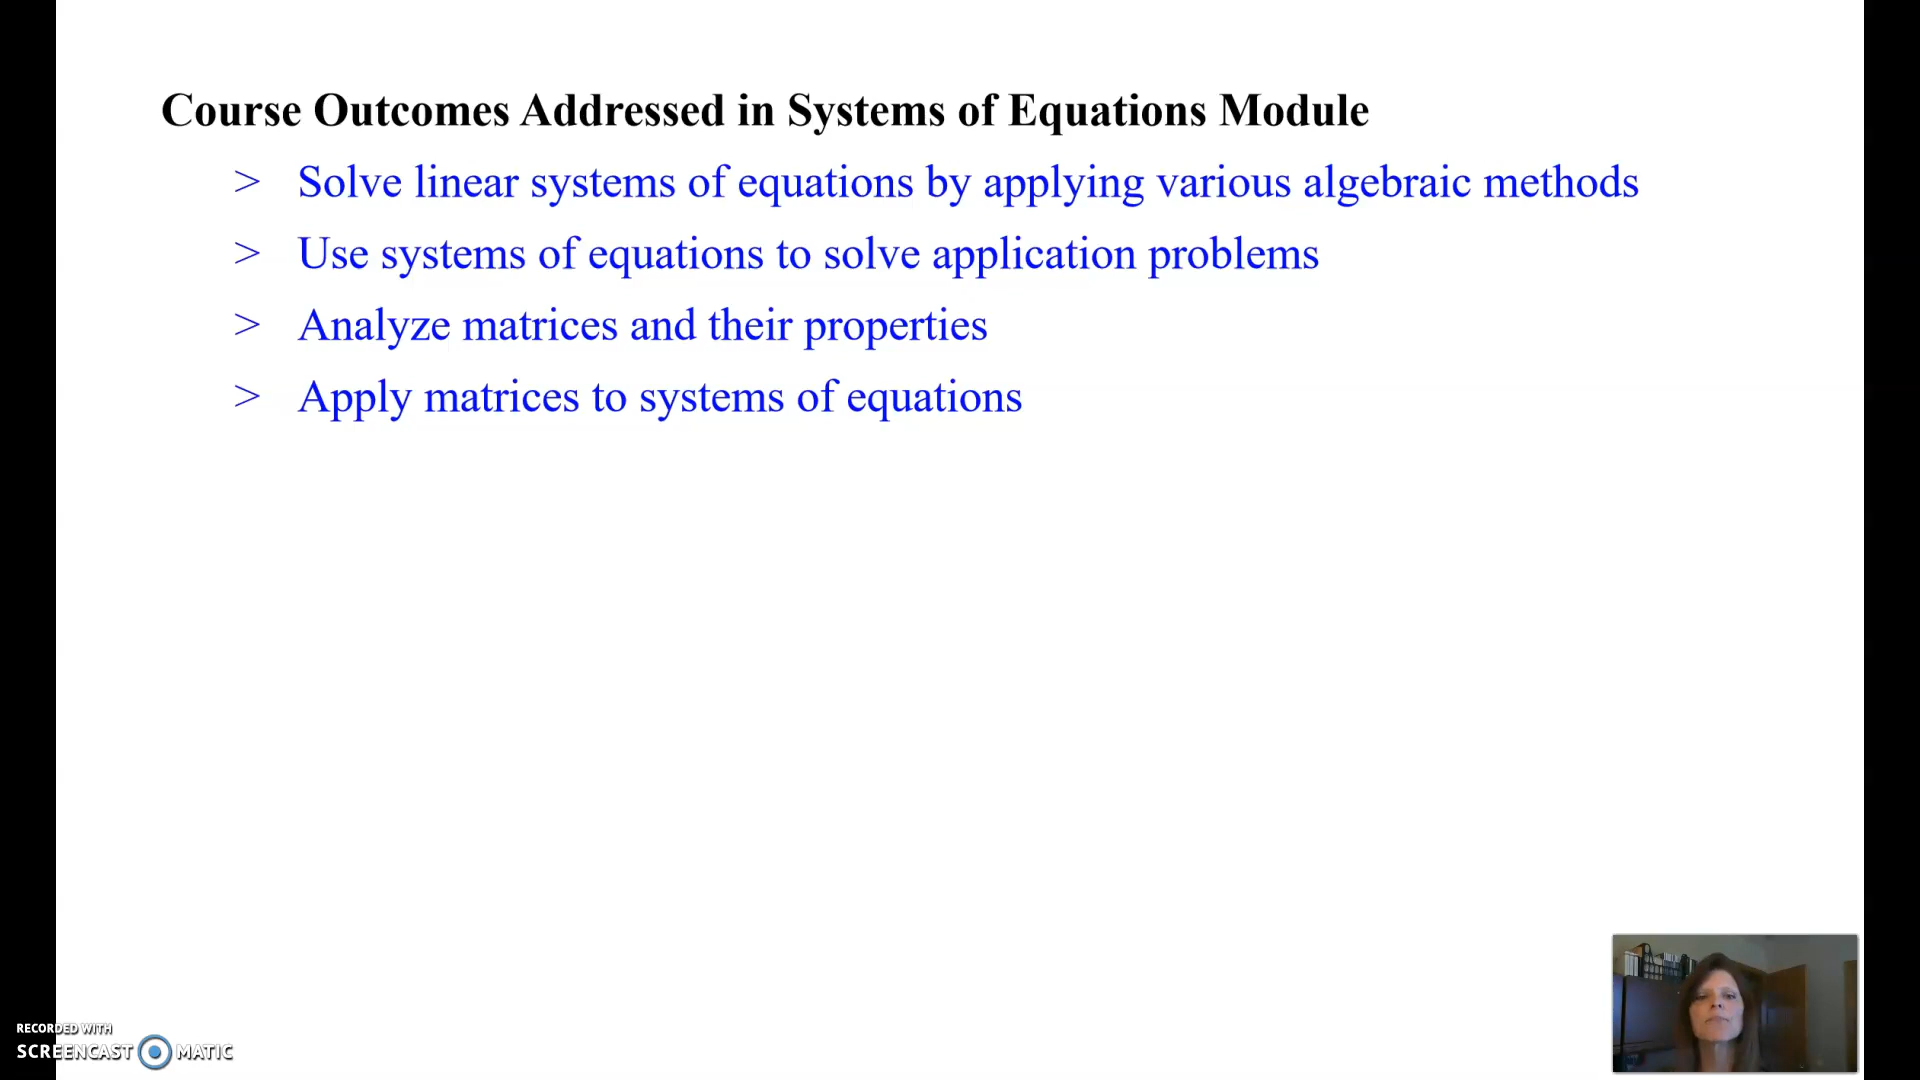 Course Outcomes Addressed in Systems of Equations Module
> Solve linear systems of equations by applying various algebraic methods
> Use systems of equations to solve application problems
> Analyze matrices and their properties
> Apply matrices to systems of equations
RECORDED WITH
SCREENCAST MATIC